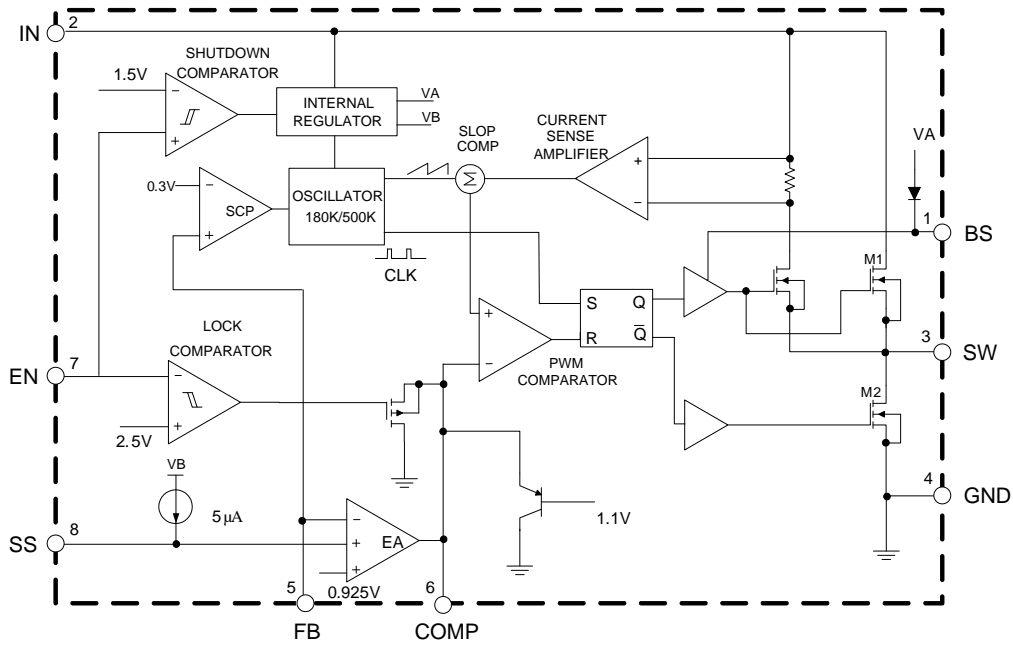 IN
2
SHUTDOWN
COMPARATOR
1.5V
−
+
INTERNAL
REGULATOR
VA
VB
SLOP
COMP
Σ
CURRENT
SENSE
AMPLIFIER
+
−
VA
1
BS
0.3V
−
+
SCP
OSCILLATOR
180K/500K
CLK
M1
S
Q
R
Q̅
+
−
PWM
COMPARATOR
3
SW
LOCK
COMPARATOR
7
EN
−
+
2.5V
M2
VB
5 μA
1.1V
4
GND
8
SS
−
+
+
EA
0.925V
5
FB
6
COMP